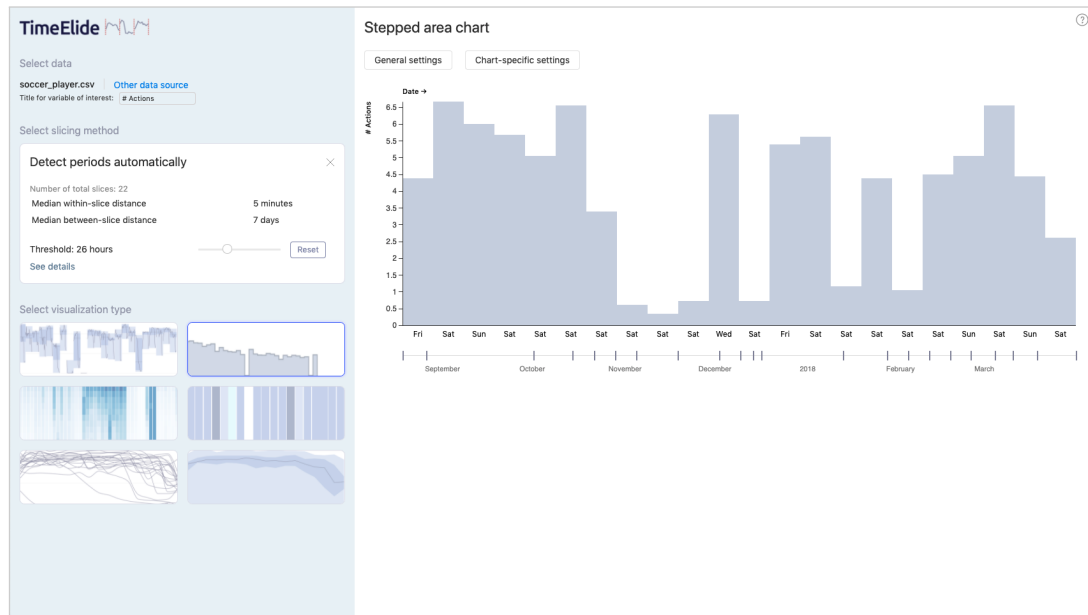 TimeElide
Select data
soccer_player.csv Other data source
Title for variable of interest: # Actions
Select slicing method
Detect periods automatically ×
Number of total slices: 22
Median within-slice distance 5 minutes
Median between-slice distance 7 days
Threshold: 26 hours Reset
See details
Select visualization type
Stepped area chart ?
General settings Chart-specific settings
Date →
# Actions
6.5
6
5.5
5
4.5
4
3.5
3
2.5
2
1.5
1
0.5
0
Fri Sat Sun Sat Sat Sat Sat Sat Sat Sat Wed Sat Fri Sat Sat Sat Sat Sat Sun Sat Sun Sat
September October November December 2018 February March